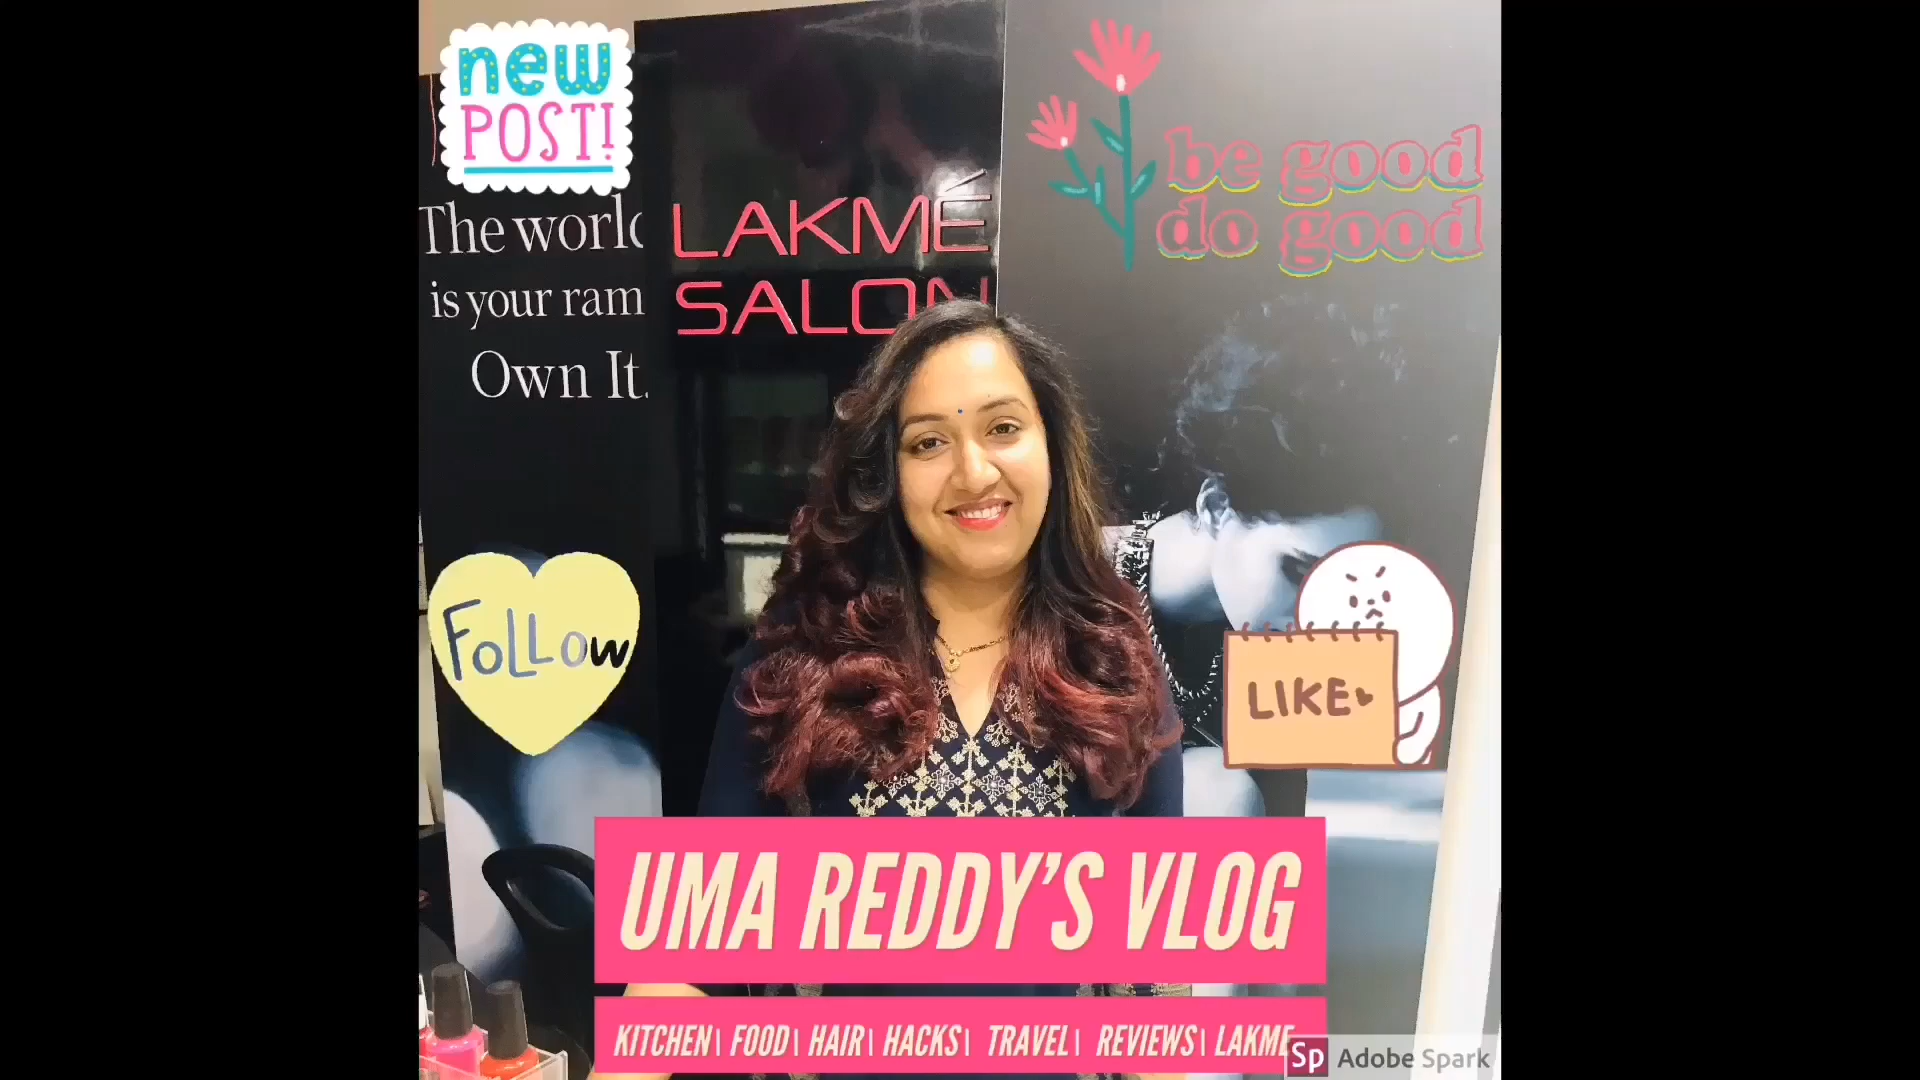 new
POST!
The world
is your ram
Own It.
LAKMÉ
SALON
be good
do good
FOLLOW
LIKE
UMA REDDY'S VLOG
KITCHEN| FOOD| HAIR| HACKS| TRAVEL| REVIEWS| LAKME
Sp Adobe Spark